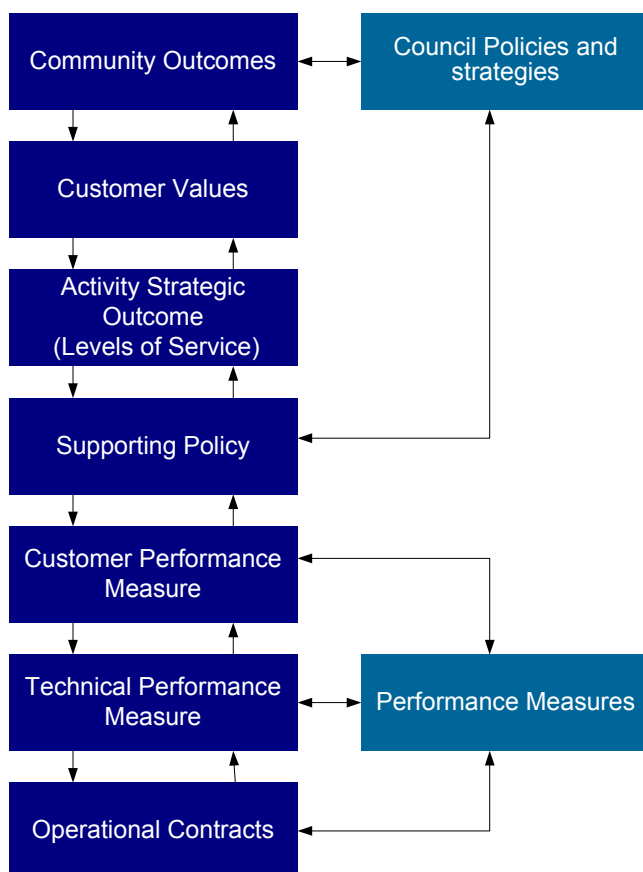 Community Outcomes
Council Policies and
strategies
Customer Values
Activity Strategic
Outcome
(Levels of Service)
Supporting Policy
Customer Performance
Measure
Technical Performance
Measure
Performance Measures
Operational Contracts